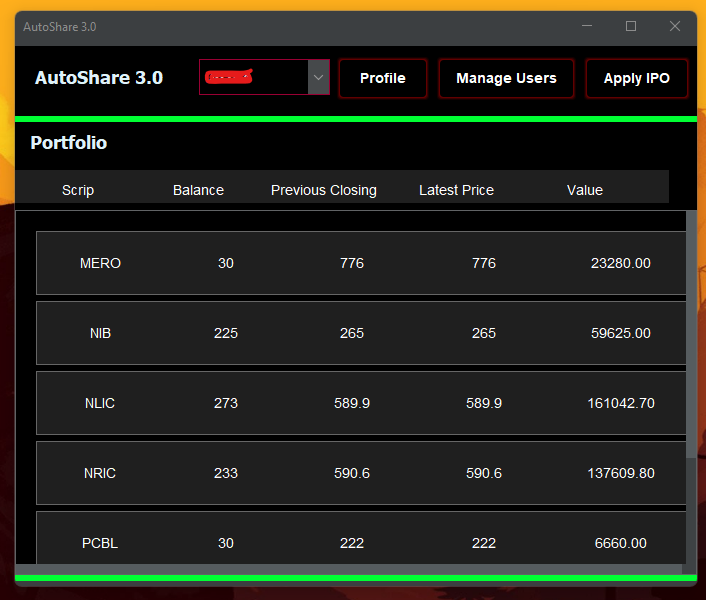 AutoShare 3.0
AutoShare 3.0 Profile Manage Users Apply IPO
Portfolio
Scrip Balance Previous Closing Latest Price Value
MERO 30 776 776 23280.00
NIB 225 265 265 59625.00
NLIC 273 589.9 589.9 161042.70
NRIC 233 590.6 590.6 137609.80
PCBL 30 222 222 6660.00